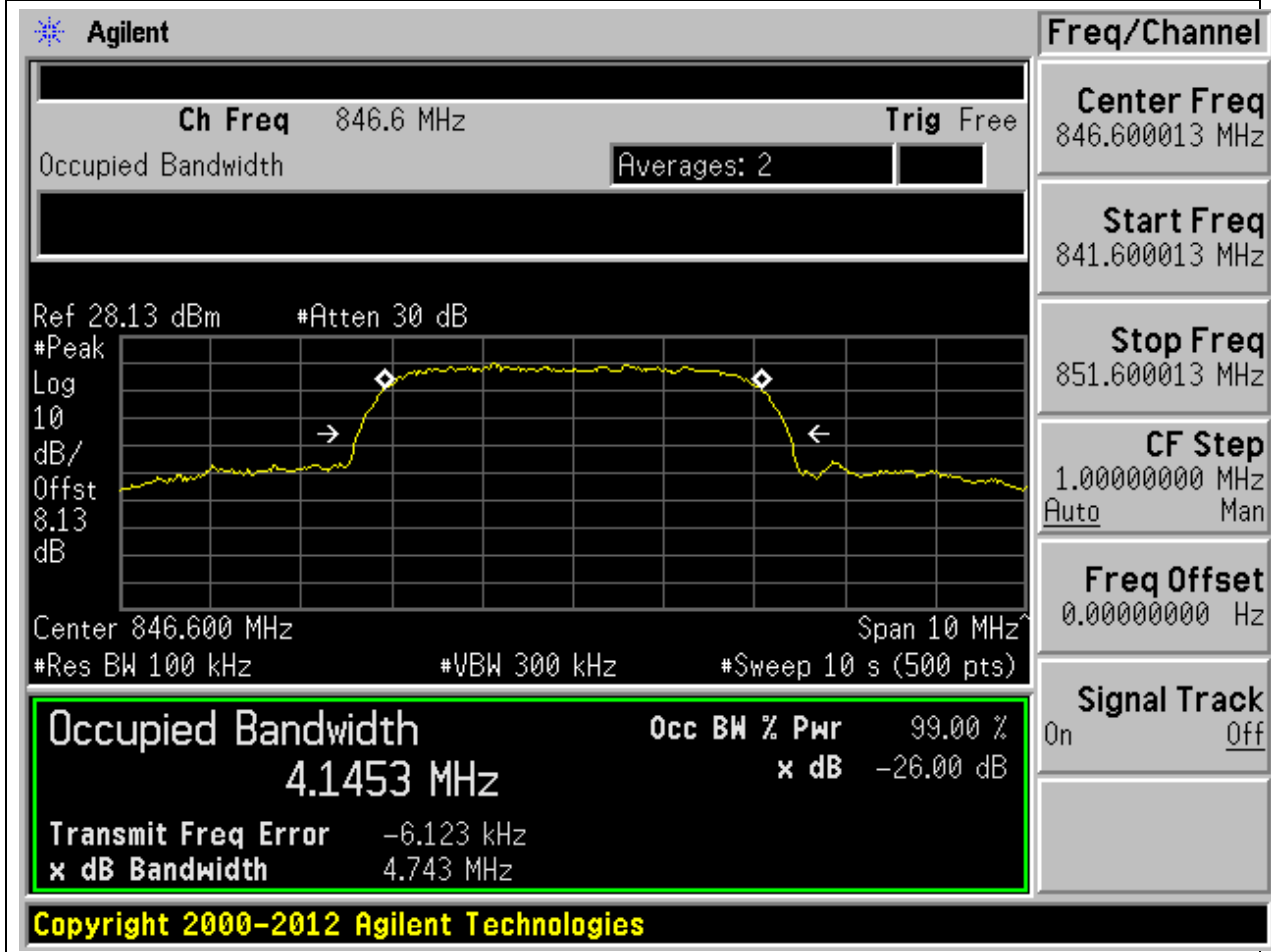 Agilent
Freq/Channel
Ch Freq 846.6 MHz Trig Free
Occupied Bandwidth Averages: 2
Center Freq
846.600013 MHz
Start Freq
841.600013 MHz
Stop Freq
851.600013 MHz
CF Step
1.00000000 MHz
Auto Man
Freq Offset
0.00000000 Hz
Signal Track
On Off
Ref 28.13 dBm #Atten 30 dB
#Peak
Log
10
dB/
Offst
8.13
dB
Center 846.600 MHz Span 10 MHz^
#Res BW 100 kHz #VBW 300 kHz #Sweep 10 s (500 pts)
Occupied Bandwidth Occ BW % Pwr 99.00 %
4.1453 MHz x dB -26.00 dB
Transmit Freq Error -6.123 kHz
x dB Bandwidth 4.743 MHz
Copyright 2000-2012 Agilent Technologies